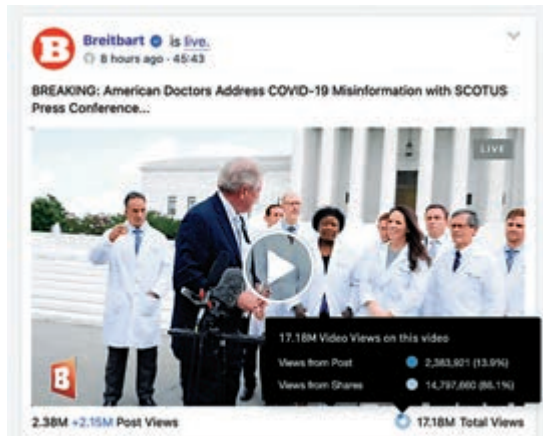 B
Breitbart is live.
8 hours ago · 45:43
BREAKING: American Doctors Address COVID-19 Misinformation with SCOTUS
Press Conference...
LIVE
17.18M Video Views on this video
Views from Post 2,383,921 (13.9%)
Views from Shares 14,797,660 (86.1%)
B
2.38M +2.15M Post Views 17.18M Total Views